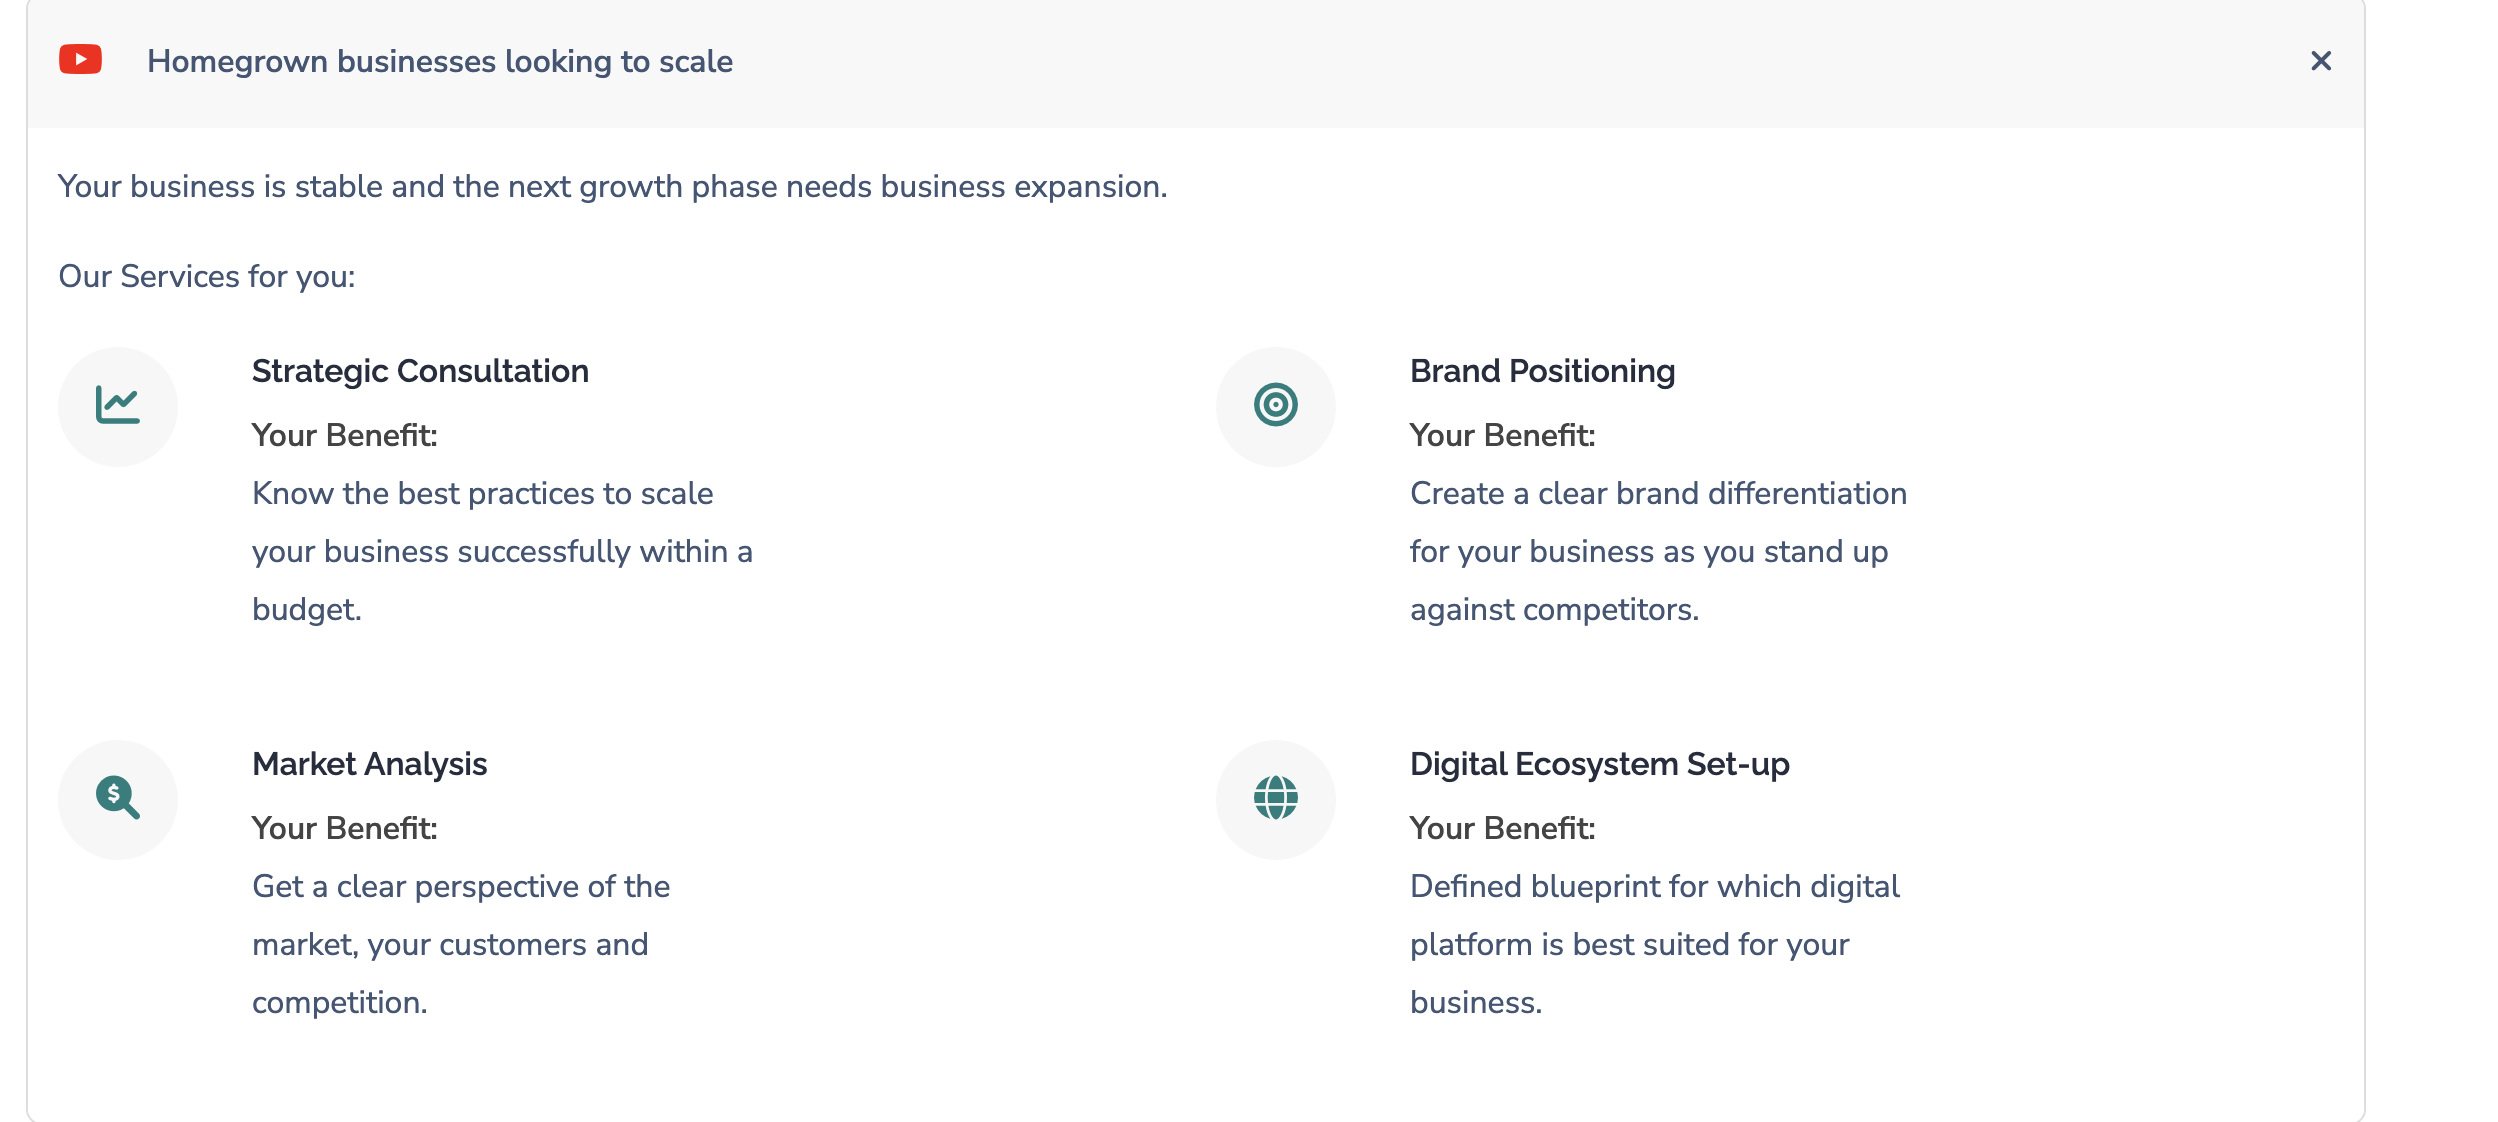 Homegrown businesses looking to scale
Your business is stable and the next growth phase needs business expansion.
Our Services for you:
Strategic Consultation
Your Benefit:
Know the best practices to scale
your business successfully within a
budget.
Brand Positioning
Your Benefit:
Create a clear brand differentiation
for your business as you stand up
against competitors.
Market Analysis
Your Benefit:
Get a clear perspective of the
market, your customers and
competition.
Digital Ecosystem Set-up
Your Benefit:
Defined blueprint for which digital
platform is best suited for your
business.